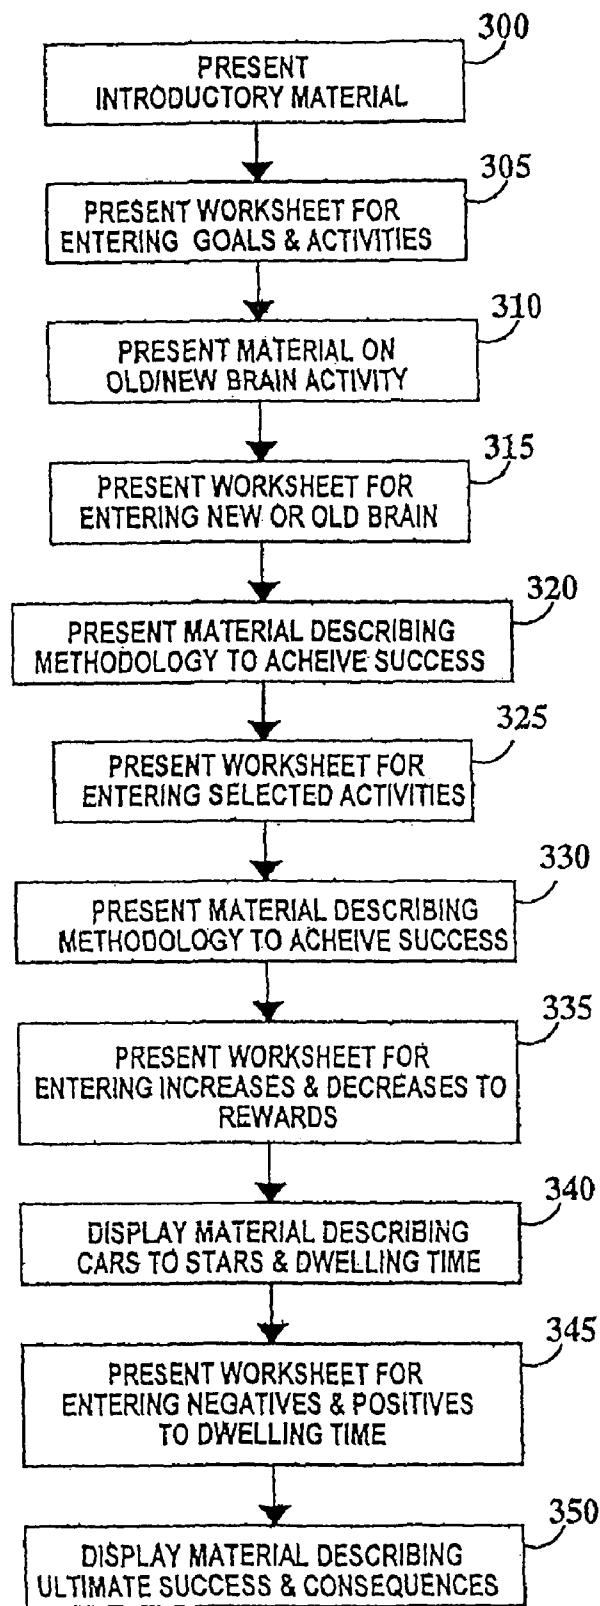 300
PRESENT
INTRODUCTORY MATERIAL
305
PRESENT WORKSHEET FOR
ENTERING GOALS & ACTIVITIES
310
PRESENT MATERIAL ON
OLD/NEW BRAIN ACTIVITY
315
PRESENT WORKSHEET FOR
ENTERING NEW OR OLD BRAIN
320
PRESENT MATERIAL DESCRIBING
METHODOLOGY TO ACHEIVE SUCCESS
325
PRESENT WORKSHEET FOR
ENTERING SELECTED ACTIVITIES
330
PRESENT MATERIAL DESCRIBING
METHODOLOGY TO ACHEIVE SUCCESS
335
PRESENT WORKSHEET FOR
ENTERING INCREASES & DECREASES TO
REWARDS
340
DISPLAY MATERIAL DESCRIBING
CARS TO STARS & DWELLING TIME
345
PRESENT WORKSHEET FOR
ENTERING NEGATIVES & POSITIVES
TO DWELLING TIME
350
DISPLAY MATERIAL DESCRIBING
ULTIMATE SUCCESS & CONSEQUENCES